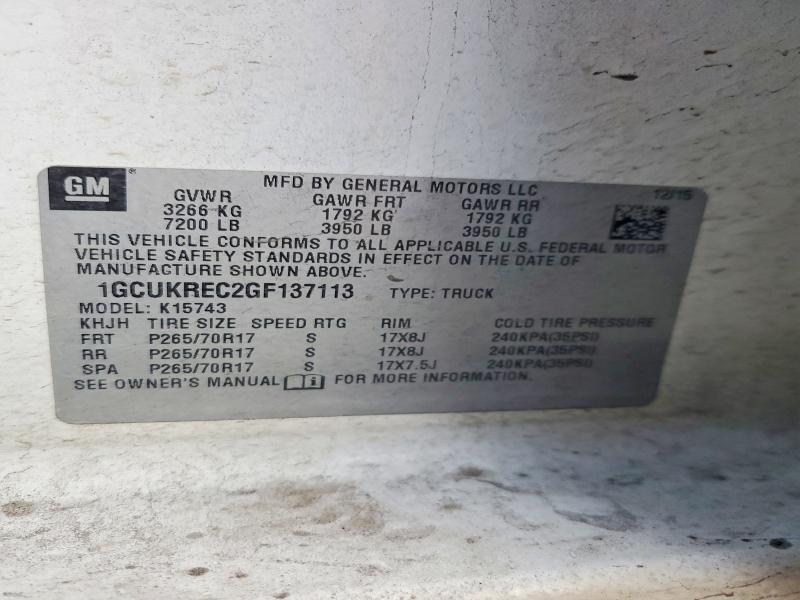 GM
MFD BY GENERAL MOTORS LLC
12/15
GVWR GAWR FRT GAWR RR
3266 KG 1792 KG 1792 KG
7200 LB 3950 LB 3950 LB
THIS VEHICLE CONFORMS TO ALL APPLICABLE U.S. FEDERAL MOTOR
VEHICLE SAFETY STANDARDS IN EFFECT ON THE DATE OF
MANUFACTURE SHOWN ABOVE.
1GCUKREC2GF137113 TYPE: TRUCK
MODEL: K15743
KHJH TIRE SIZE SPEED RTG RIM COLD TIRE PRESSURE
FRT P265/70R17 S 17X8J 240KPA(35PSI)
RR P265/70R17 S 17X8J 240KPA(35PSI)
SPA P265/70R17 S 17X7.5J 240KPA(35PSI)
SEE OWNER'S MANUAL FOR MORE INFORMATION.